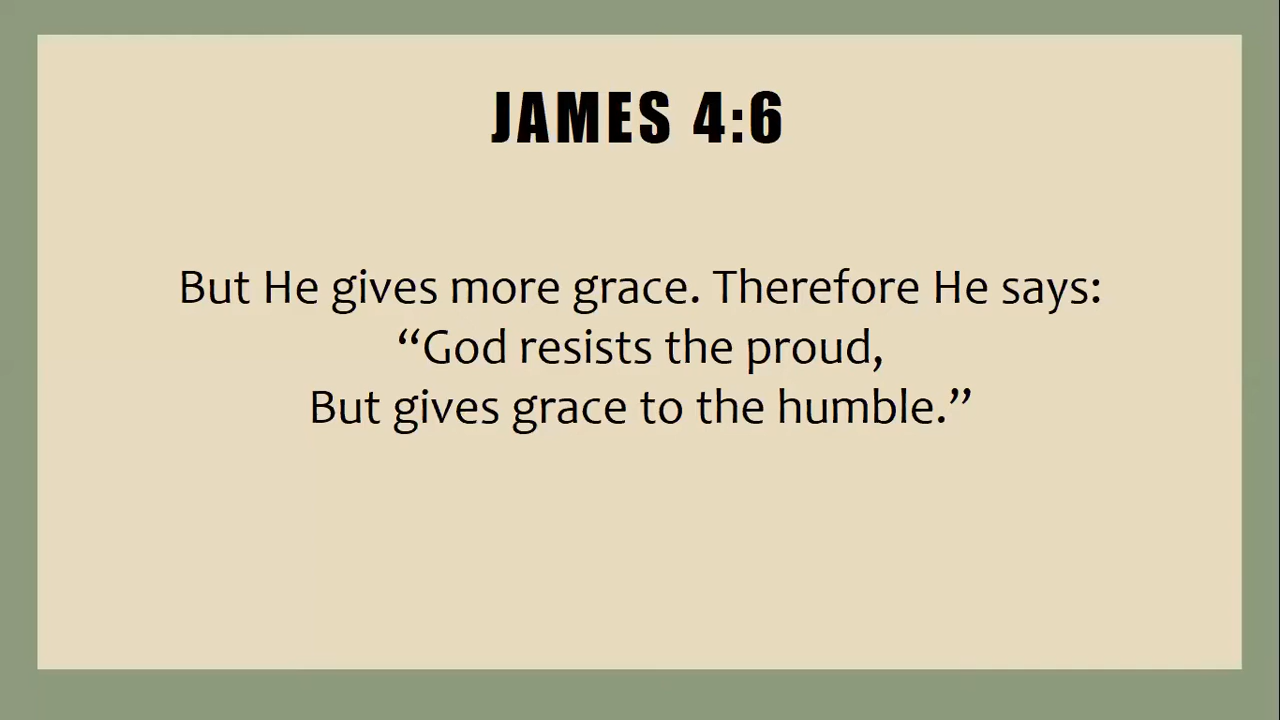 JAMES 4:6
But He gives more grace. Therefore He says:
“God resists the proud,
But gives grace to the humble.”